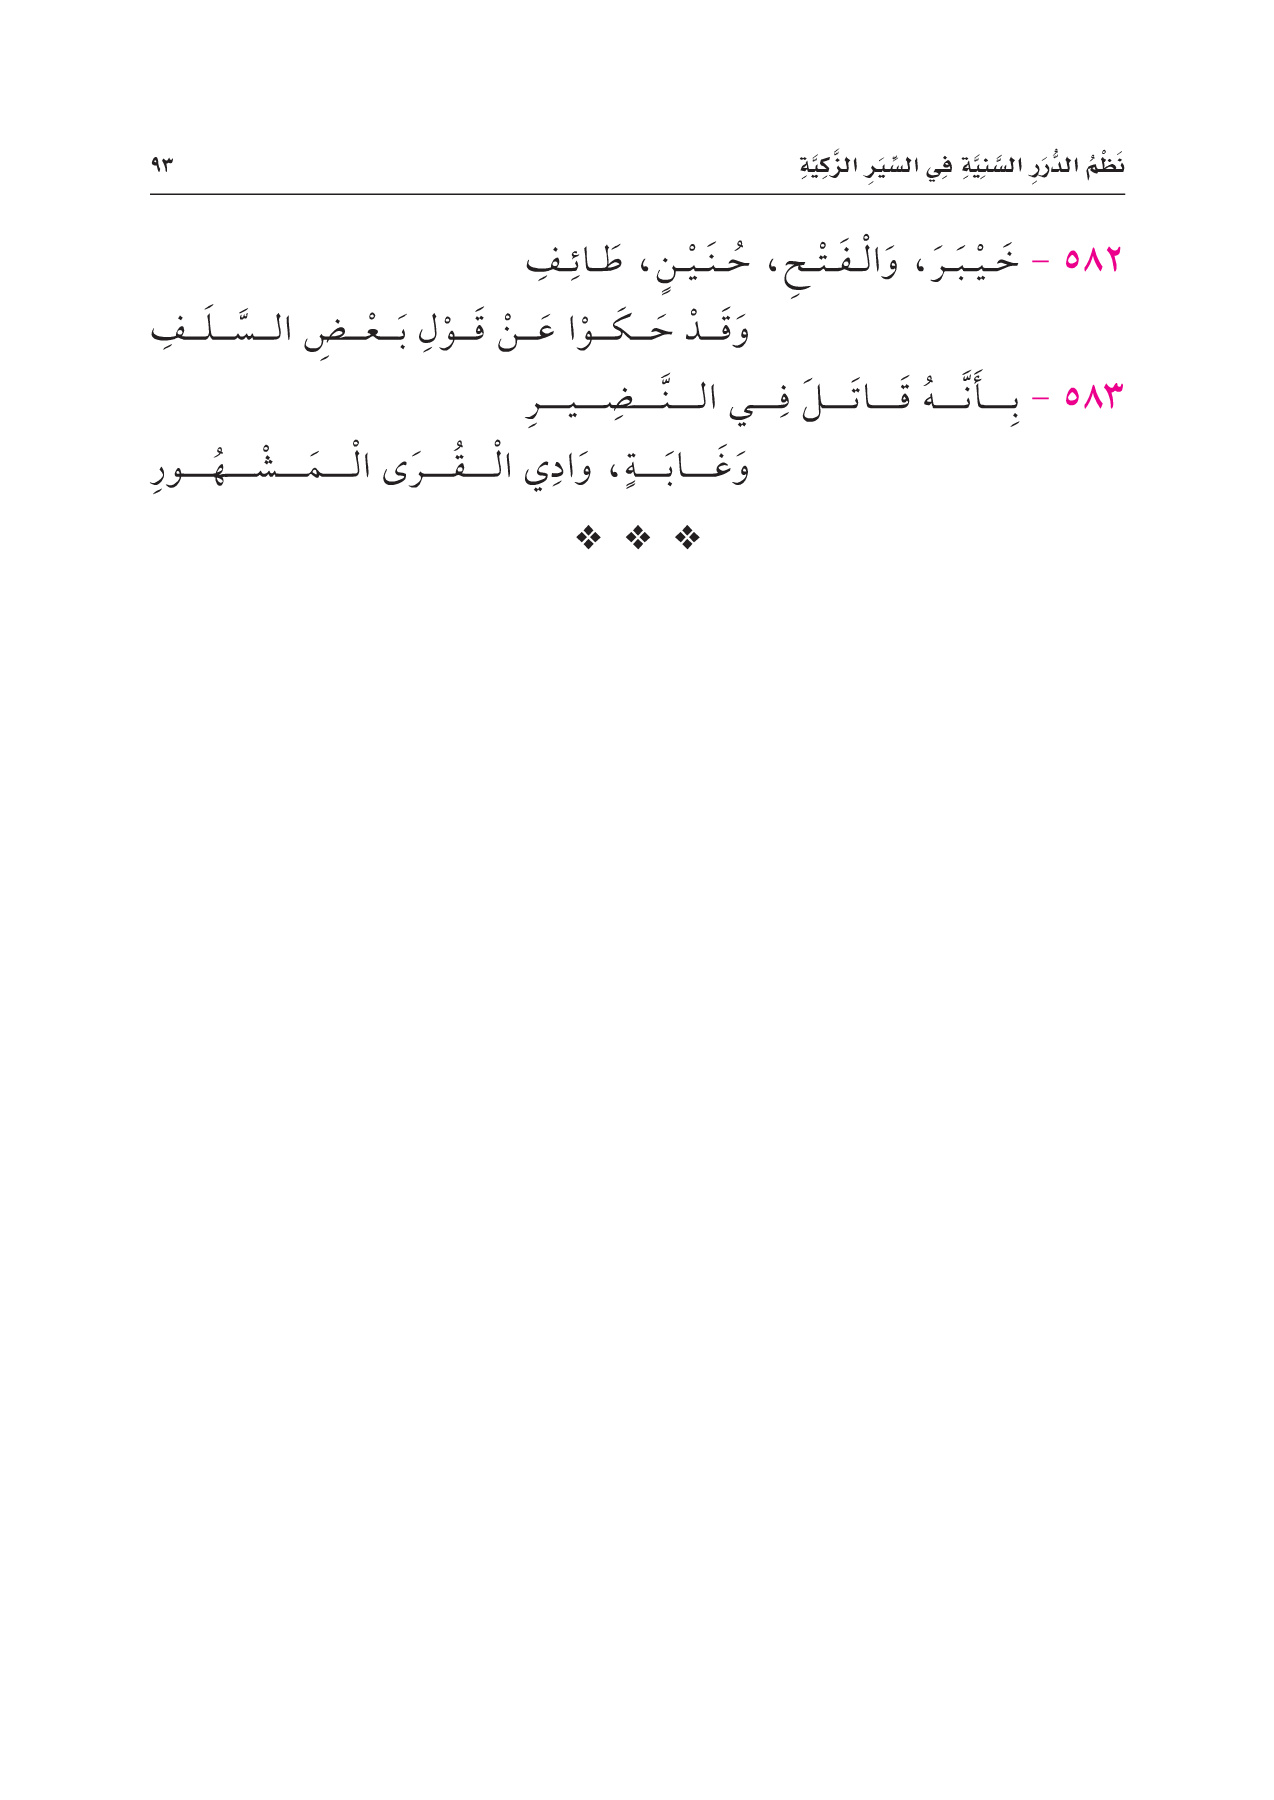 نَظْمُ الدُّرَرِ السَّنِيَّةِ فِي السِّيَرِ الزَّكِيَّةِ ٩٣
٥٨٢ - خَيْبَرَ، وَالْفَتْحِ، حُنَيْنٍ، طَائِفِ
وَقَدْ حَكَوْا عَنْ قَوْلِ بَعْضِ السَّلَفِ
٥٨٣ - بِأَنَّهُ قَاتَلَ فِي النَّضِيرِ
وَغَابَةٍ، وَادِي الْقُرَى الْمَشْهُورِ